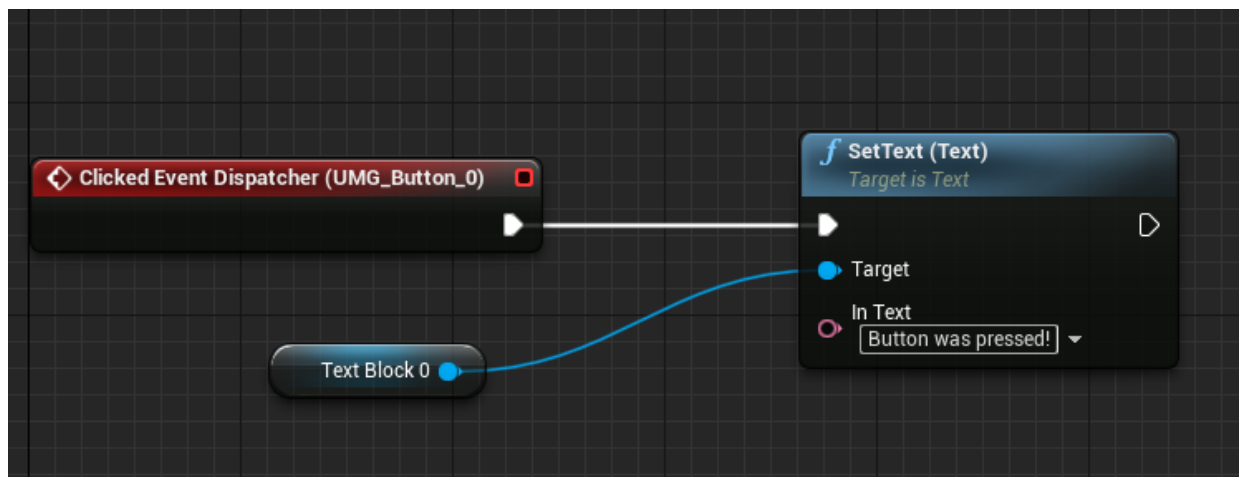 Clicked Event Dispatcher (UMG_Button_0)
SetText (Text)
Target is Text
Target
In Text
Button was pressed!
Text Block 0